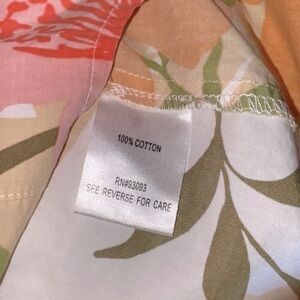 100% COTTON
RN#93093
SEE REVERSE FOR CARE